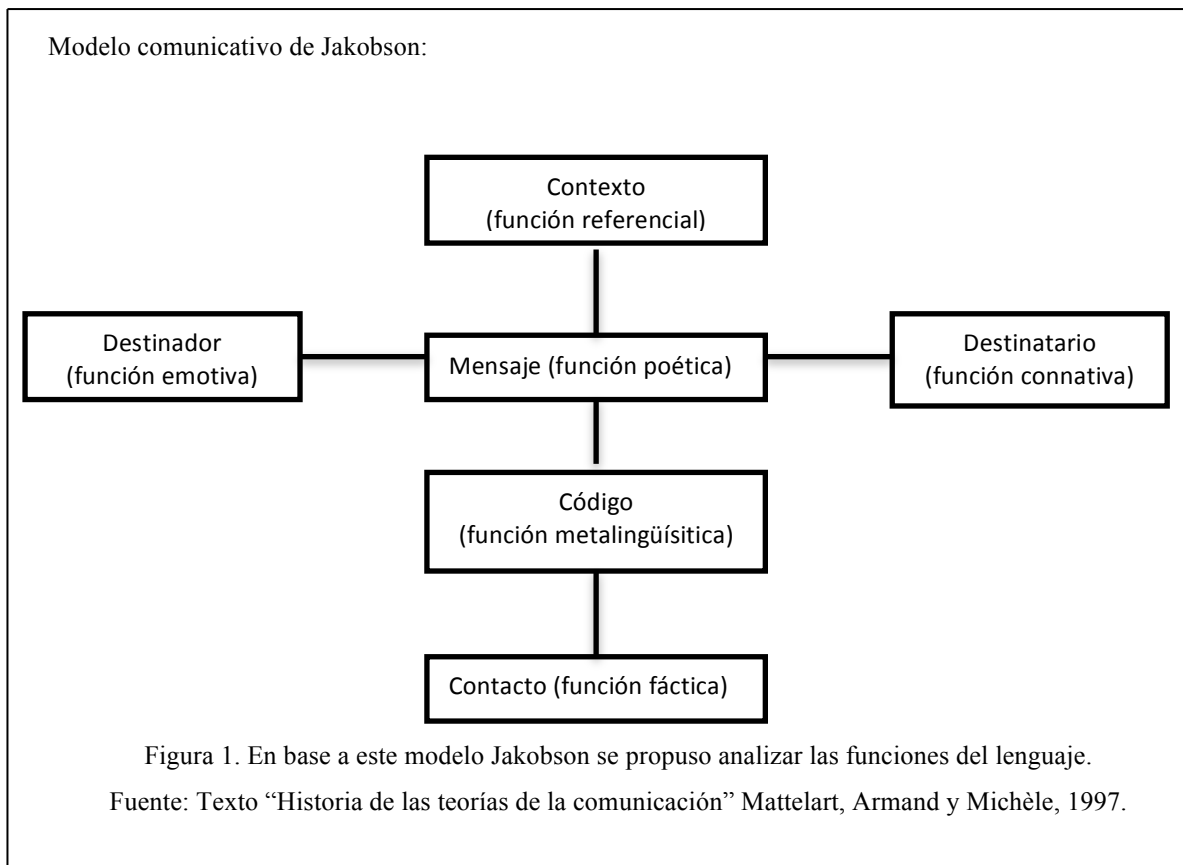 Modelo comunicativo de Jakobson:
Contexto
(función referencial)
Destinador
(función emotiva)
Mensaje (función poética)
Destinatario
(función connativa)
Código
(función metalingüísitica)
Contacto (función fáctica)
Figura 1. En base a este modelo Jakobson se propuso analizar las funciones del lenguaje.
Fuente: Texto “Historia de las teorías de la comunicación” Mattelart, Armand y Michèle, 1997.